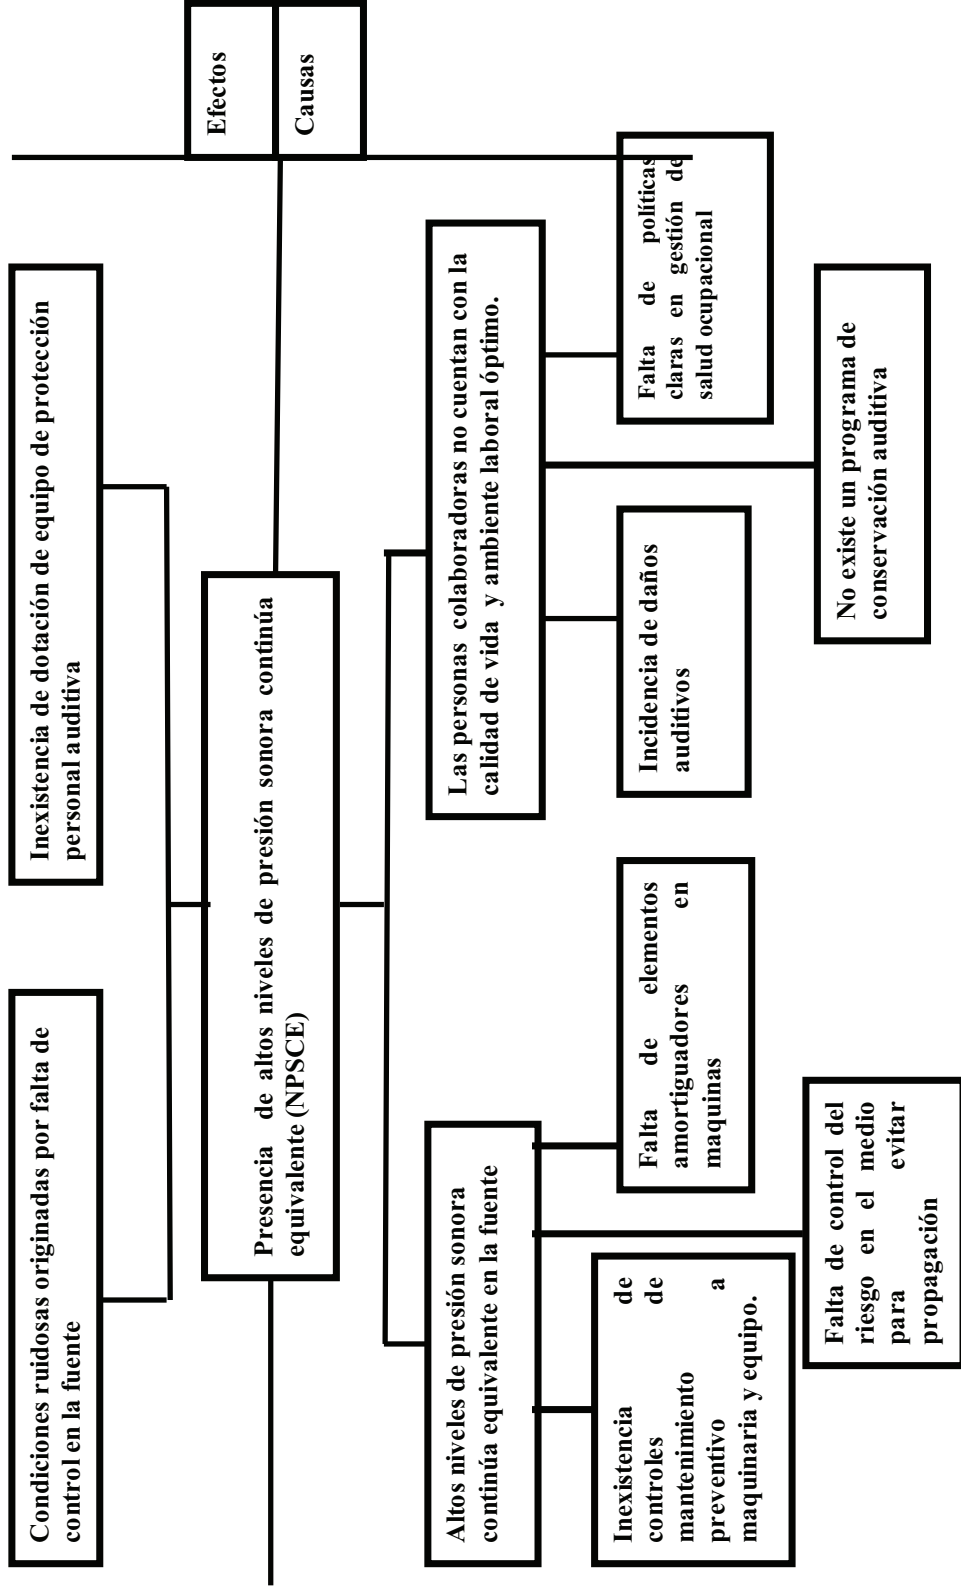 Condiciones ruidosas originadas por falta de
control en la fuente
Inexistencia de dotación de equipo de protección
personal auditiva
Efectos
Causas
Presencia de altos niveles de presión sonora continúa
equivalente (NPSCE)
Altos niveles de presión sonora
continúa equivalente en la fuente
Las personas colaboradoras no cuentan con la
calidad de vida y ambiente laboral óptimo.
Inexistencia de
controles de
mantenimiento
preventivo a
maquinaria y equipo.
Falta de elementos
amortiguadores en
maquinas
Incidencia de daños
auditivos
Falta de políticas
claras en gestión de
salud ocupacional
Falta de control del
riesgo en el medio
para evitar
propagación
No existe un programa de
conservación auditiva